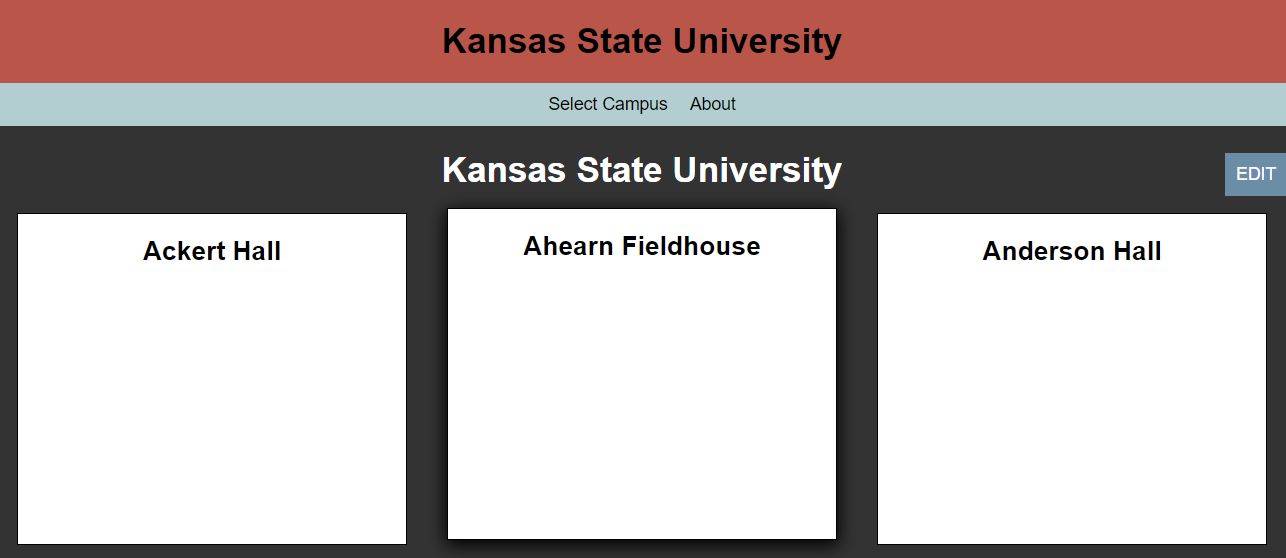 Kansas State University
Select Campus About
Kansas State University
EDIT
Ackert Hall
Ahearn Fieldhouse
Anderson Hall